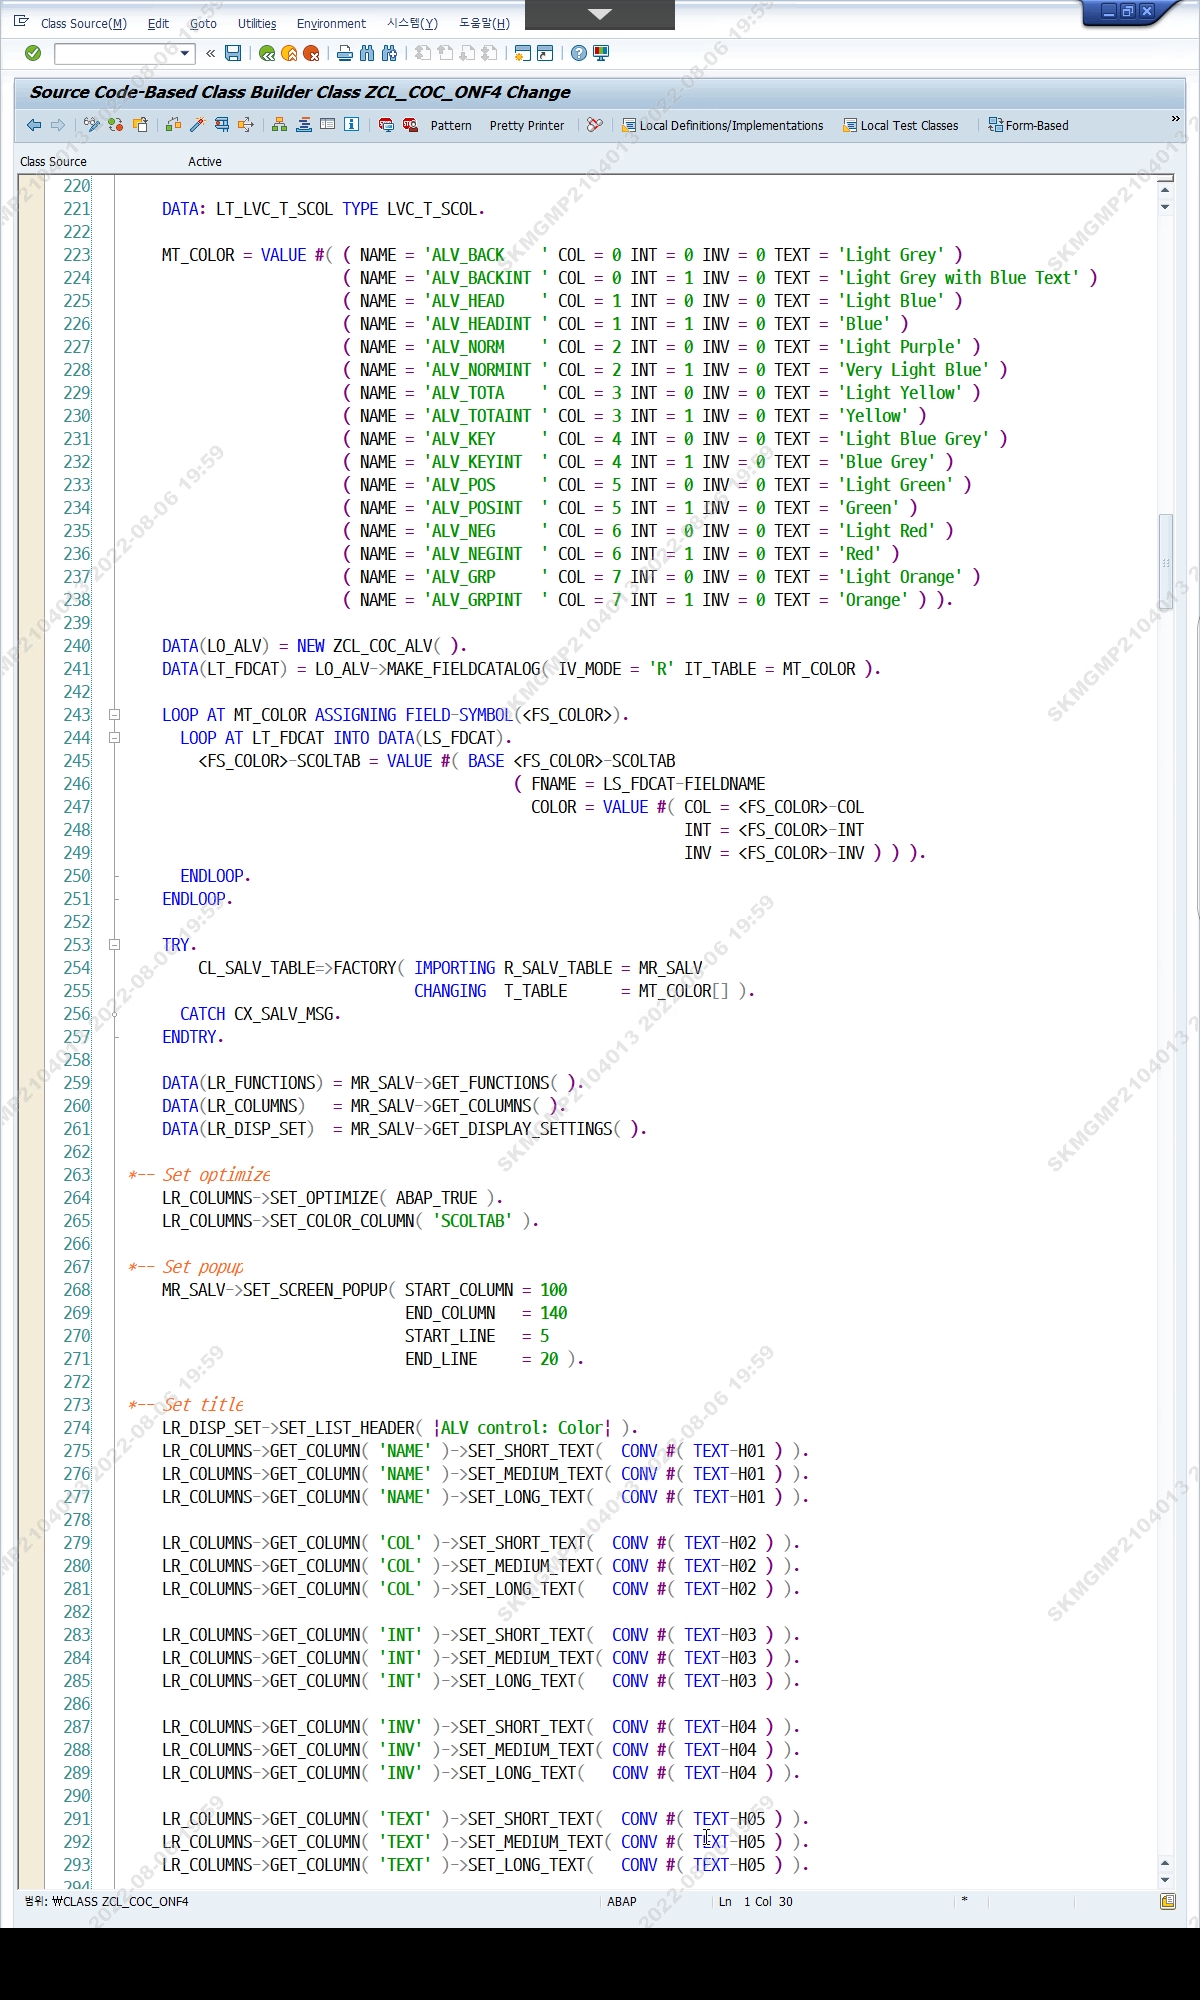 Class Source(M) Edit Goto Utilities Environment 시스템(Y) 도움말(H)
Source Code-Based Class Builder Class ZCL_COC_ONF4 Change
Pattern Pretty Printer Local Definitions/Implementations Local Test Classes Form-Based »
Class Source Active
220
221 DATA: LT_LVC_T_SCOL TYPE LVC_T_SCOL.
222
223 MT_COLOR = VALUE #( ( NAME = 'ALV_BACK    ' COL = 0 INT = 0 INV = 0 TEXT = 'Light Grey' )
224 ( NAME = 'ALV_BACKINT ' COL = 0 INT = 1 INV = 0 TEXT = 'Light Grey with Blue Text' )
225 ( NAME = 'ALV_HEAD    ' COL = 1 INT = 0 INV = 0 TEXT = 'Light Blue' )
226 ( NAME = 'ALV_HEADINT ' COL = 1 INT = 1 INV = 0 TEXT = 'Blue' )
227 ( NAME = 'ALV_NORM    ' COL = 2 INT = 0 INV = 0 TEXT = 'Light Purple' )
228 ( NAME = 'ALV_NORMINT ' COL = 2 INT = 1 INV = 0 TEXT = 'Very Light Blue' )
229 ( NAME = 'ALV_TOTA    ' COL = 3 INT = 0 INV = 0 TEXT = 'Light Yellow' )
230 ( NAME = 'ALV_TOTAINT ' COL = 3 INT = 1 INV = 0 TEXT = 'Yellow' )
231 ( NAME = 'ALV_KEY     ' COL = 4 INT = 0 INV = 0 TEXT = 'Light Blue Grey' )
232 ( NAME = 'ALV_KEYINT  ' COL = 4 INT = 1 INV = 0 TEXT = 'Blue Grey' )
233 ( NAME = 'ALV_POS     ' COL = 5 INT = 0 INV = 0 TEXT = 'Light Green' )
234 ( NAME = 'ALV_POSINT  ' COL = 5 INT = 1 INV = 0 TEXT = 'Green' )
235 ( NAME = 'ALV_NEG     ' COL = 6 INT = 0 INV = 0 TEXT = 'Light Red' )
236 ( NAME = 'ALV_NEGINT  ' COL = 6 INT = 1 INV = 0 TEXT = 'Red' )
237 ( NAME = 'ALV_GRP     ' COL = 7 INT = 0 INV = 0 TEXT = 'Light Orange' )
238 ( NAME = 'ALV_GRPINT  ' COL = 7 INT = 1 INV = 0 TEXT = 'Orange' ) ).
239
240 DATA(LO_ALV) = NEW ZCL_COC_ALV( ).
241 DATA(LT_FDCAT) = LO_ALV->MAKE_FIELDCATALOG( IV_MODE = 'R' IT_TABLE = MT_COLOR ).
242
243 LOOP AT MT_COLOR ASSIGNING FIELD-SYMBOL(<FS_COLOR>).
244 LOOP AT LT_FDCAT INTO DATA(LS_FDCAT).
245 <FS_COLOR>-SCOLTAB = VALUE #( BASE <FS_COLOR>-SCOLTAB
246 ( FNAME = LS_FDCAT-FIELDNAME
247 COLOR = VALUE #( COL = <FS_COLOR>-COL
248 INT = <FS_COLOR>-INT
249 INV = <FS_COLOR>-INV ) ) ).
250 ENDLOOP.
251 ENDLOOP.
252
253 TRY.
254 CL_SALV_TABLE=>FACTORY( IMPORTING R_SALV_TABLE = MR_SALV
255 CHANGING  T_TABLE      = MT_COLOR[] ).
256 CATCH CX_SALV_MSG.
257 ENDTRY.
258
259 DATA(LR_FUNCTIONS) = MR_SALV->GET_FUNCTIONS( ).
260 DATA(LR_COLUMNS)   = MR_SALV->GET_COLUMNS( ).
261 DATA(LR_DISP_SET)  = MR_SALV->GET_DISPLAY_SETTINGS( ).
262
263 *-- Set optimize
264 LR_COLUMNS->SET_OPTIMIZE( ABAP_TRUE ).
265 LR_COLUMNS->SET_COLOR_COLUMN( 'SCOLTAB' ).
266
267 *-- Set popup
268 MR_SALV->SET_SCREEN_POPUP( START_COLUMN = 100
269 END_COLUMN   = 140
270 START_LINE   = 5
271 END_LINE     = 20 ).
272
273 *-- Set title
274 LR_DISP_SET->SET_LIST_HEADER( |ALV control: Color| ).
275 LR_COLUMNS->GET_COLUMN( 'NAME' )->SET_SHORT_TEXT(  CONV #( TEXT-H01 ) ).
276 LR_COLUMNS->GET_COLUMN( 'NAME' )->SET_MEDIUM_TEXT( CONV #( TEXT-H01 ) ).
277 LR_COLUMNS->GET_COLUMN( 'NAME' )->SET_LONG_TEXT(   CONV #( TEXT-H01 ) ).
278
279 LR_COLUMNS->GET_COLUMN( 'COL' )->SET_SHORT_TEXT(  CONV #( TEXT-H02 ) ).
280 LR_COLUMNS->GET_COLUMN( 'COL' )->SET_MEDIUM_TEXT( CONV #( TEXT-H02 ) ).
281 LR_COLUMNS->GET_COLUMN( 'COL' )->SET_LONG_TEXT(   CONV #( TEXT-H02 ) ).
282
283 LR_COLUMNS->GET_COLUMN( 'INT' )->SET_SHORT_TEXT(  CONV #( TEXT-H03 ) ).
284 LR_COLUMNS->GET_COLUMN( 'INT' )->SET_MEDIUM_TEXT( CONV #( TEXT-H03 ) ).
285 LR_COLUMNS->GET_COLUMN( 'INT' )->SET_LONG_TEXT(   CONV #( TEXT-H03 ) ).
286
287 LR_COLUMNS->GET_COLUMN( 'INV' )->SET_SHORT_TEXT(  CONV #( TEXT-H04 ) ).
288 LR_COLUMNS->GET_COLUMN( 'INV' )->SET_MEDIUM_TEXT( CONV #( TEXT-H04 ) ).
289 LR_COLUMNS->GET_COLUMN( 'INV' )->SET_LONG_TEXT(   CONV #( TEXT-H04 ) ).
290
291 LR_COLUMNS->GET_COLUMN( 'TEXT' )->SET_SHORT_TEXT(  CONV #( TEXT-H05 ) ).
292 LR_COLUMNS->GET_COLUMN( 'TEXT' )->SET_MEDIUM_TEXT( CONV #( TEXT-H05 ) ).
293 LR_COLUMNS->GET_COLUMN( 'TEXT' )->SET_LONG_TEXT(   CONV #( TEXT-H05 ) ).
294
범위: ₩CLASS ZCL_COC_ONF4 ABAP Ln 1 Col 30 *
SKMGMP2104013 2022-08-06 19:59